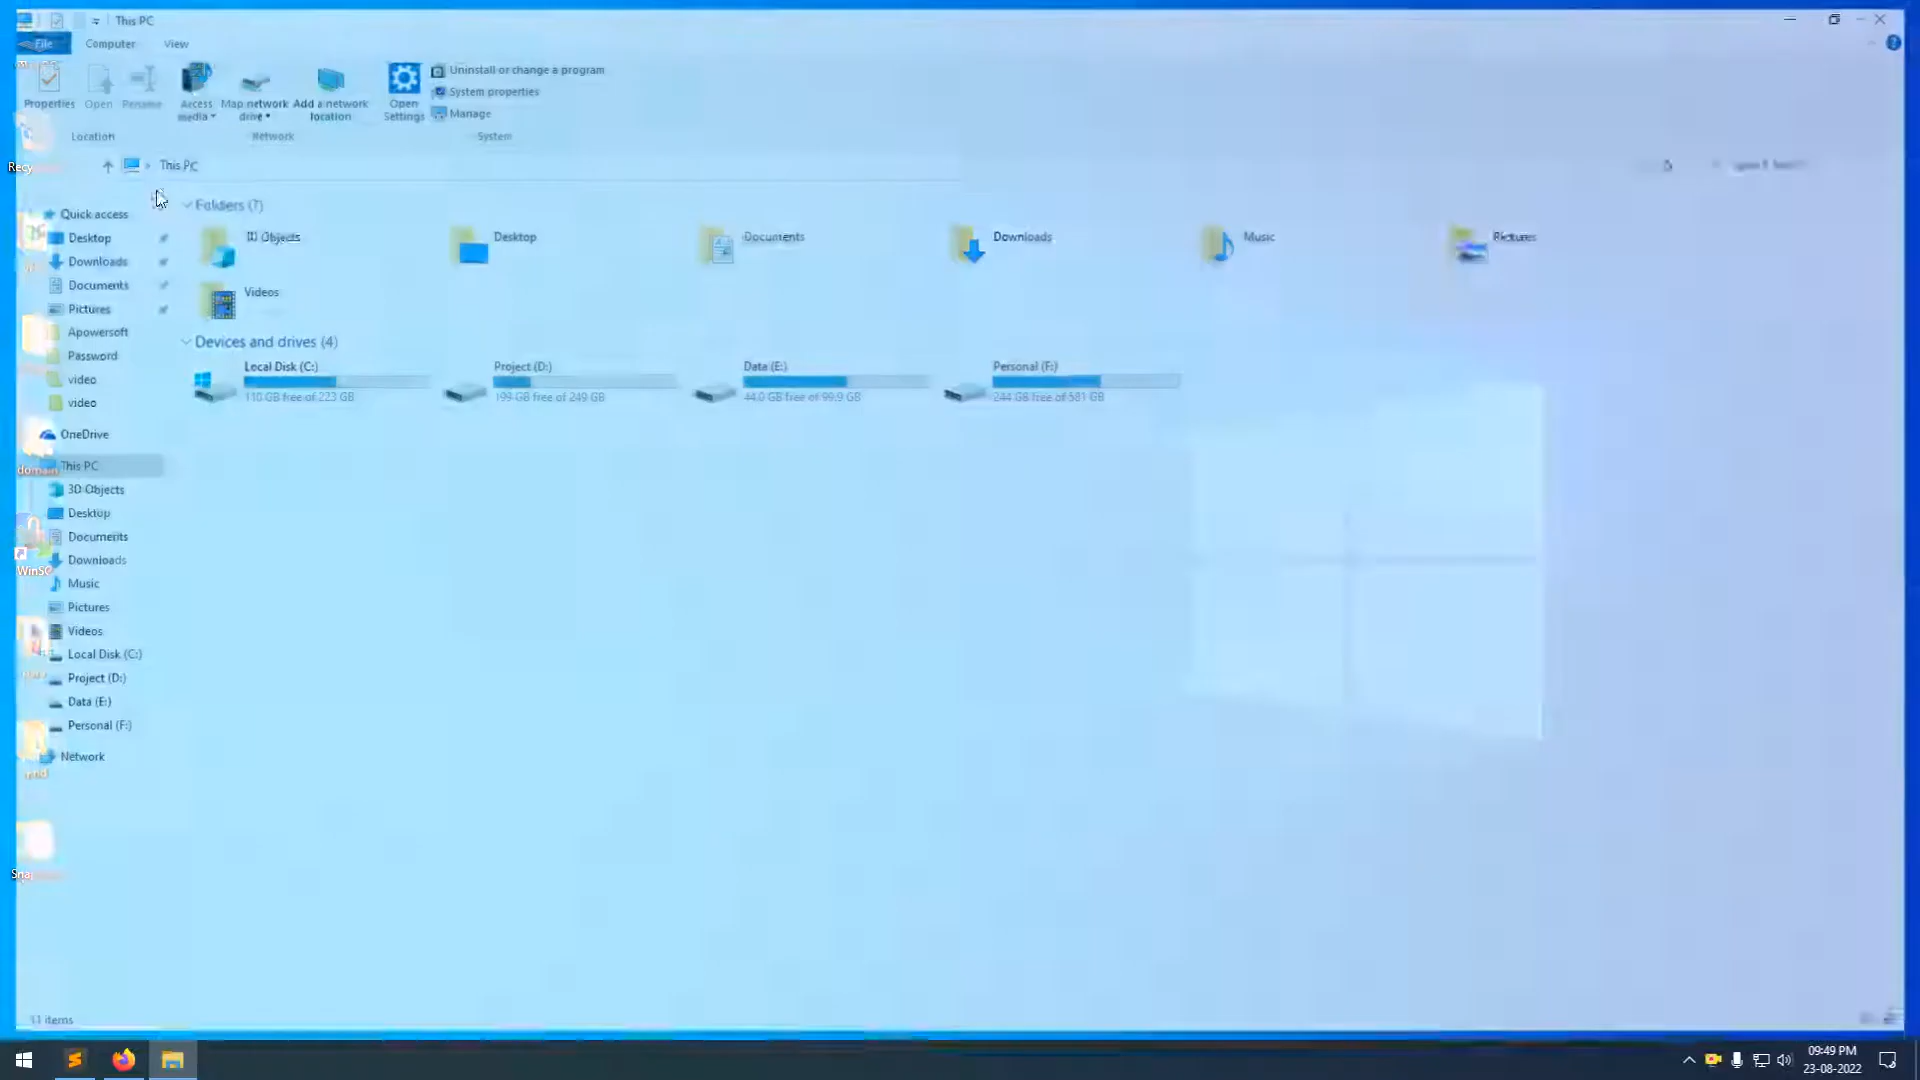 This PC
File Computer View
Uninstall or change a program
System properties
Manage
Properties Open Rename Access media Map network drive Add a network location Open Settings
Location Network System
This PC
Quick access
Desktop
Downloads
Documents
Pictures
Apowersoft
Password
video
video
OneDrive
This PC
3D Objects
Desktop
Documents
Downloads
Music
Pictures
Videos
Local Disk (C:)
Project (D:)
Data (E:)
Personal (F:)
Network
Folders (7)
3D Objects Desktop Documents Downloads Music Pictures
Videos
Devices and drives (4)
Local Disk (C:) Project (D:) Data (E:) Personal (F:)
110 GB free of 223 GB 199 GB free of 249 GB 44.0 GB free of 99.9 GB 244 GB free of 581 GB
11 items
09:49 PM
23-08-2022